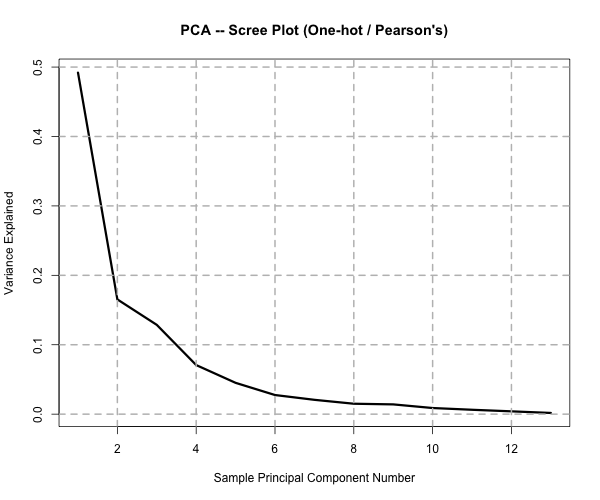 PCA -- Scree Plot (One-hot / Pearson's)
Variance Explained
0.5
0.4
0.3
0.2
0.1
0.0
2 4 6 8 10 12
Sample Principal Component Number